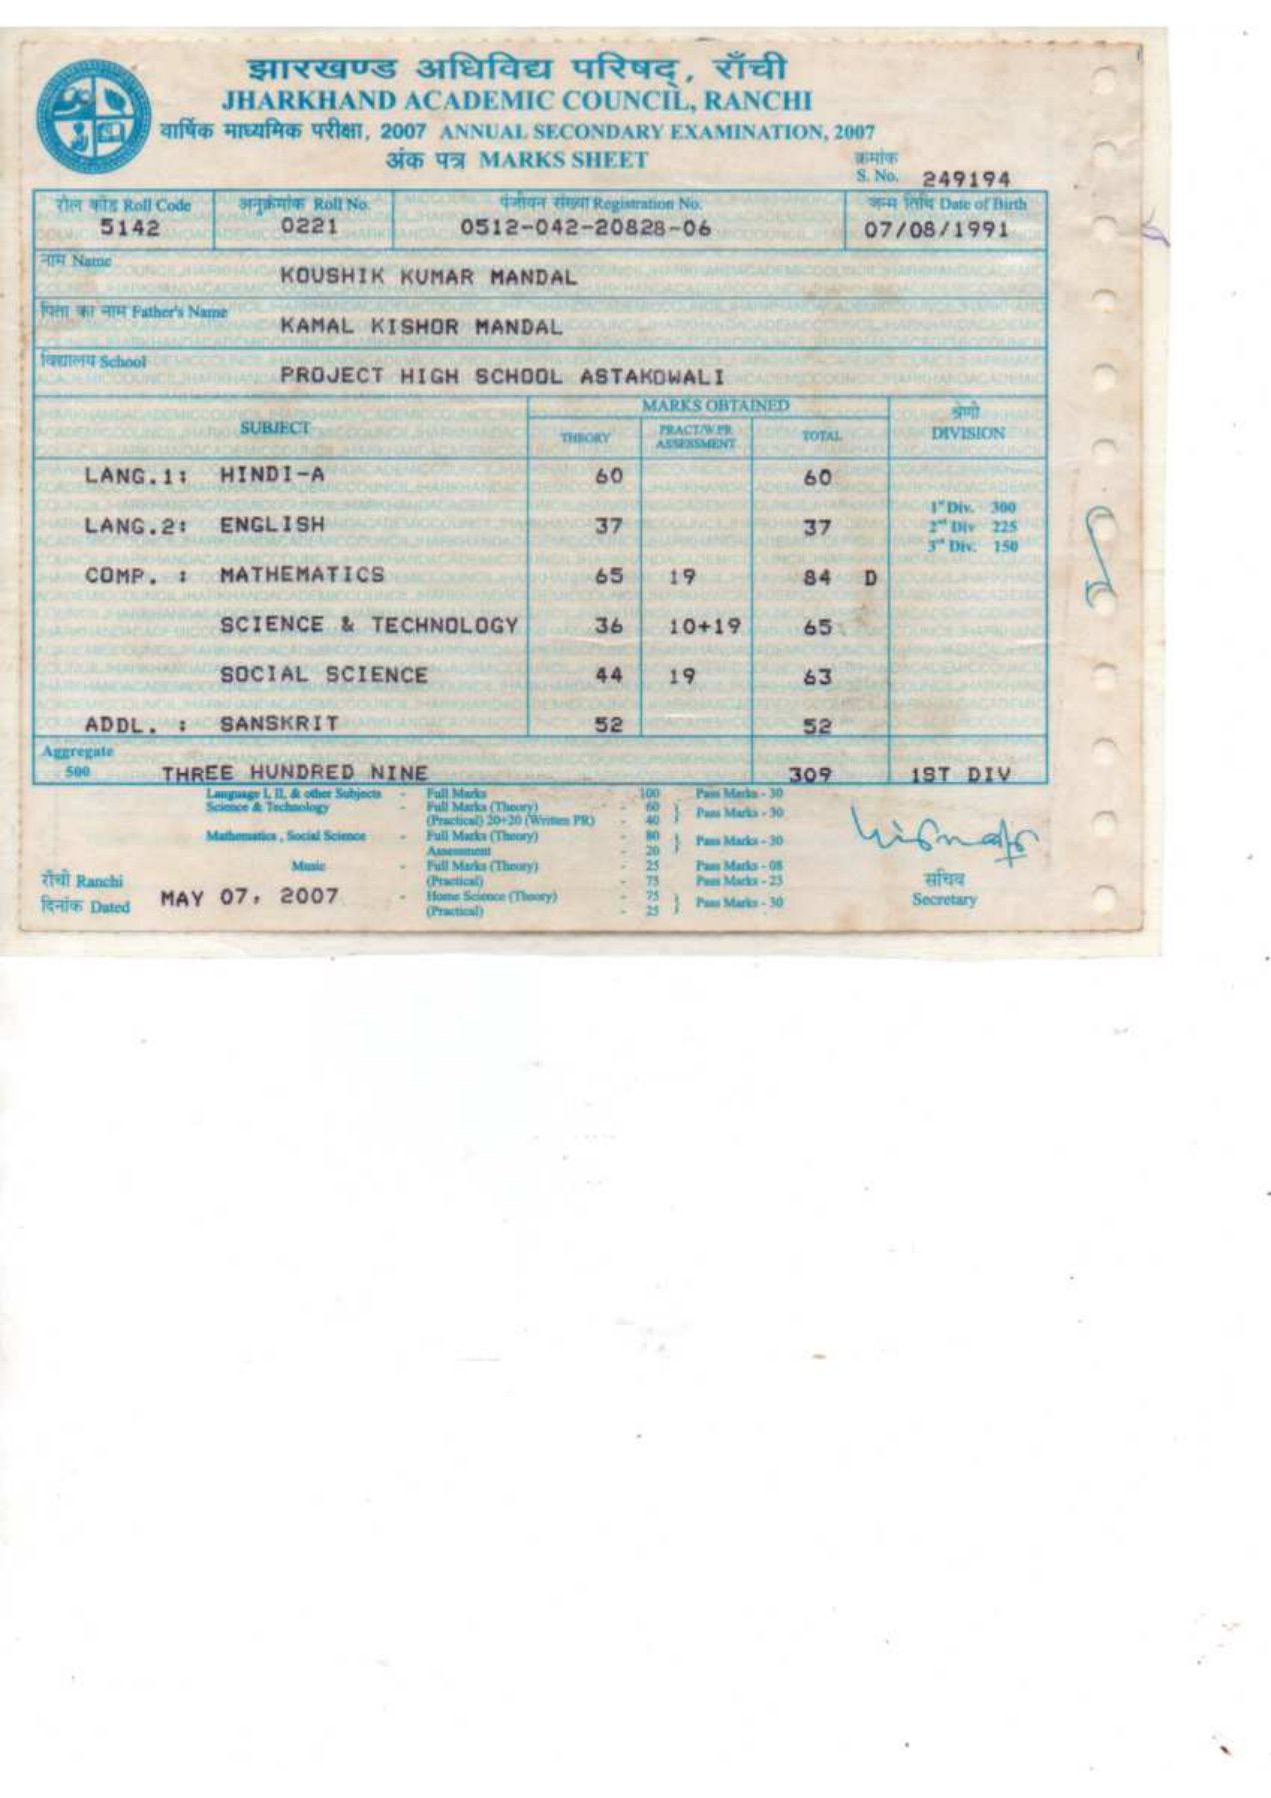 झारखण्ड अधिविद्य परिषद्, राँची
JHARKHAND ACADEMIC COUNCIL, RANCHI
वार्षिक माध्यमिक परीक्षा, 2007 ANNUAL SECONDARY EXAMINATION, 2007
अंक पत्र MARKS SHEET
क्रमांक
S. No. 249194
रोल कोड Roll Code अनुक्रमांक Roll No. पंजीयन संख्या Registration No. जन्म तिथि Date of Birth
5142 0221 0512-042-20828-06 07/08/1991
नाम Name
KOUSHIK KUMAR MANDAL
पिता का नाम Father's Name
KAMAL KISHOR MANDAL
विद्यालय School
PROJECT HIGH SCHOOL ASTAKOWALI
SUBJECT MARKS OBTAINED श्रेणी DIVISION
THEORY PRACT/W.PR. ASSESSMENT TOTAL
LANG.1: HINDI-A 60 60
1st Div. 300
LANG.2: ENGLISH 37 37 2nd Div 225
3rd Div. 150
COMP. : MATHEMATICS 65 19 84 D
SCIENCE & TECHNOLOGY 36 10+19 65
SOCIAL SCIENCE 44 19 63
ADDL. : SANSKRIT 52 52
Aggregate
500 THREE HUNDRED NINE 309 1ST DIV
Language I, II, & other Subjects - Full Marks 100 Pass Marks - 30
Science & Technology - Full Marks (Theory) - 60 } Pass Marks - 30
(Practical) 20+20 (Written PR) - 40
Mathematics , Social Science - Full Marks (Theory) - 80 } Pass Marks - 30
Assessment - 20
Music - Full Marks (Theory) - 25 Pass Marks - 08
(Practical) - 75 Pass Marks - 23
- Home Science (Theory) - 75 } Pass Marks - 30
(Practical) - 25
राँची Ranchi
दिनांक Dated MAY 07, 2007
सचिव
Secretary